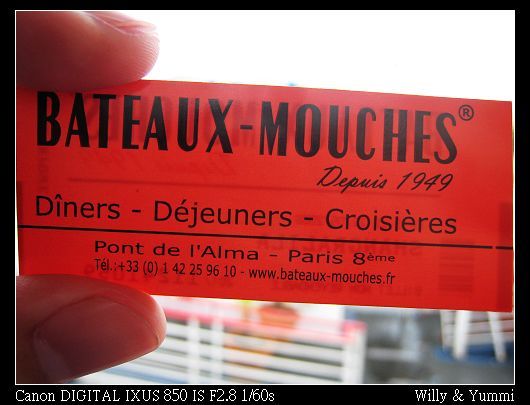 BATEAUX-MOUCHES®
Depuis 1949
Dîners - Déjeuners - Croisières
Pont de l'Alma - Paris 8ème
Tél.:+33 (0) 1 42 25 96 10 - www.bateaux-mouches.fr
Canon DIGITAL IXUS 850 IS F2.8 1/60s
Willy & Yummi